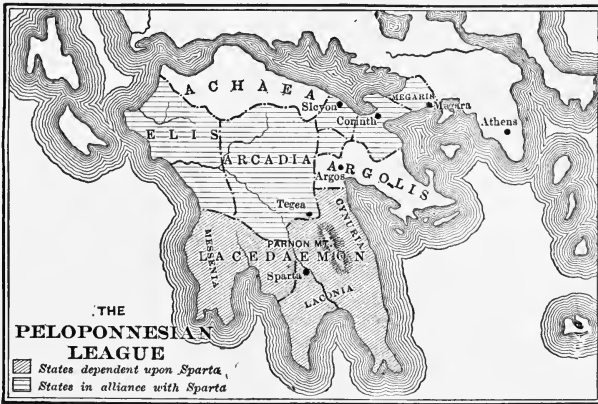 ACHAEA
Sicyon
MEGARIS
Megara
Corinth
Athens
ELIS
ARCADIA
Argos
ARGOLIS
Tegea
CYNURIA
MESSENIA
PARNON MT.
LACEDAEMON
Sparta
LACONIA
THE
PELOPONNESIAN
LEAGUE
States dependent upon Sparta
States in alliance with Sparta